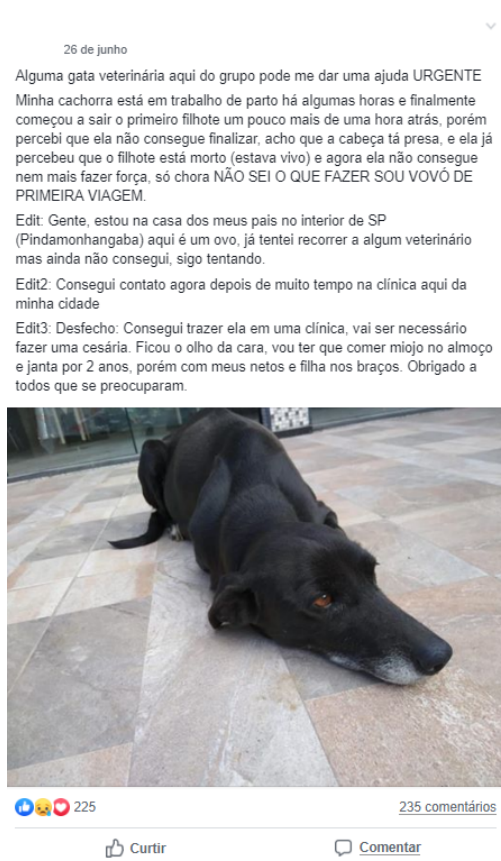 26 de junho
Alguma gata veterinária aqui do grupo pode me dar uma ajuda URGENTE
Minha cachorra está em trabalho de parto há algumas horas e finalmente
começou a sair o primeiro filhote um pouco mais de uma hora atrás, porém
percebi que ela não consegue finalizar, acho que a cabeça tá presa, e ela já
percebeu que o filhote está morto (estava vivo) e agora ela não consegue
nem mais fazer força, só chora NÃO SEI O QUE FAZER SOU VOVÓ DE
PRIMEIRA VIAGEM.
Edit: Gente, estou na casa dos meus pais no interior de SP
(Pindamonhangaba) aqui é um ovo, já tentei recorrer a algum veterinário
mas ainda não consegui, sigo tentando.
Edit2: Consegui contato agora depois de muito tempo na clínica aqui da
minha cidade
Edit3: Desfecho: Consegui trazer ela em uma clínica, vai ser necessário
fazer uma cesária. Ficou o olho da cara, vou ter que comer miojo no almoço
e janta por 2 anos, porém com meus netos e filha nos braços. Obrigado a
todos que se preocuparam.
225
235 comentários
Curtir
Comentar